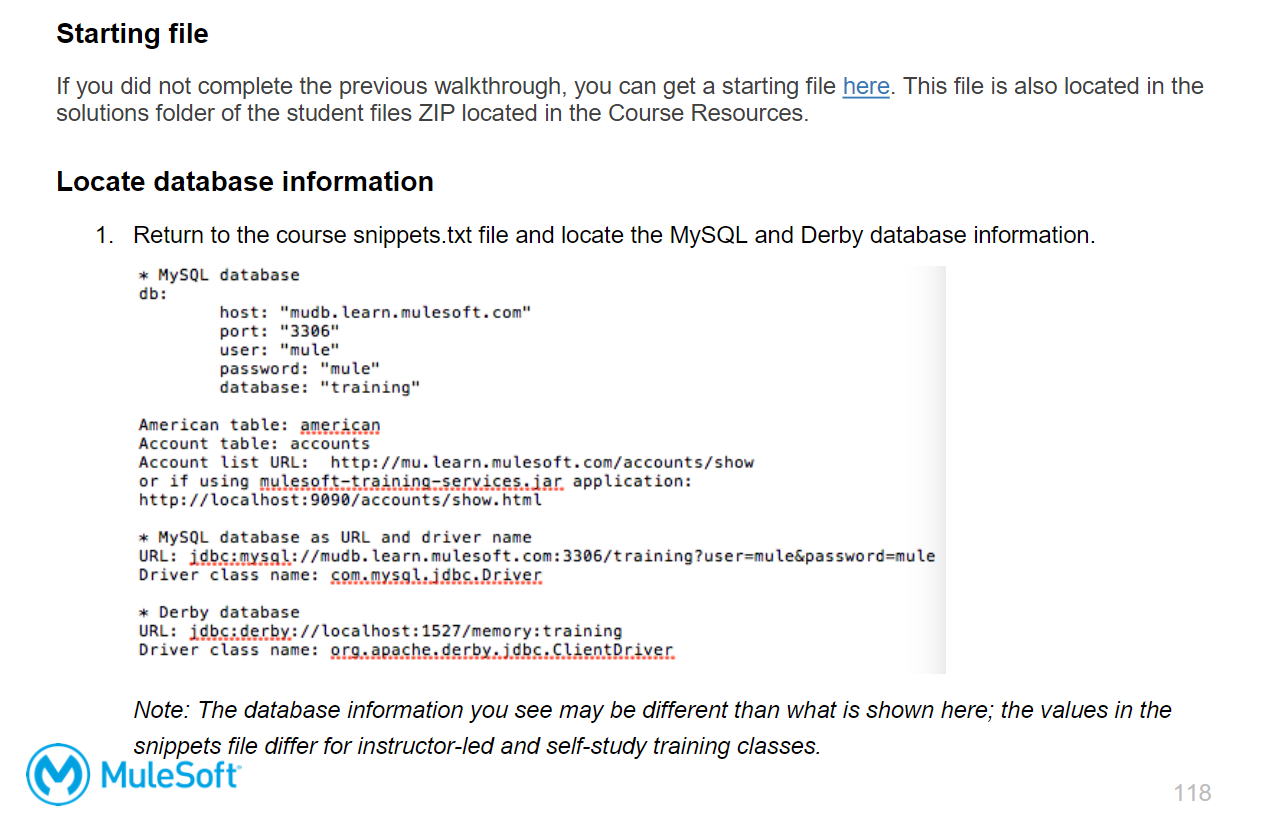 Starting file
If you did not complete the previous walkthrough, you can get a starting file here. This file is also located in the
solutions folder of the student files ZIP located in the Course Resources.
Locate database information
1. Return to the course snippets.txt file and locate the MySQL and Derby database information.
* MySQL database
db:
host: "mudb.learn.mulesoft.com"
port: "3306"
user: "mule"
password: "mule"
database: "training"
American table: american
Account table: accounts
Account list URL: http://mu.learn.mulesoft.com/accounts/show
or if using mulesoft-training-services.jar application:
http://localhost:9090/accounts/show.html
* MySQL database as URL and driver name
URL: jdbc:mysql://mudb.learn.mulesoft.com:3306/training?user=mule&password=mule
Driver class name: com.mysql.jdbc.Driver
* Derby database
URL: jdbc:derby://localhost:1527/memory:training
Driver class name: org.apache.derby.jdbc.ClientDriver
Note: The database information you see may be different than what is shown here; the values in the
snippets file differ for instructor-led and self-study training classes.
MuleSoft
118